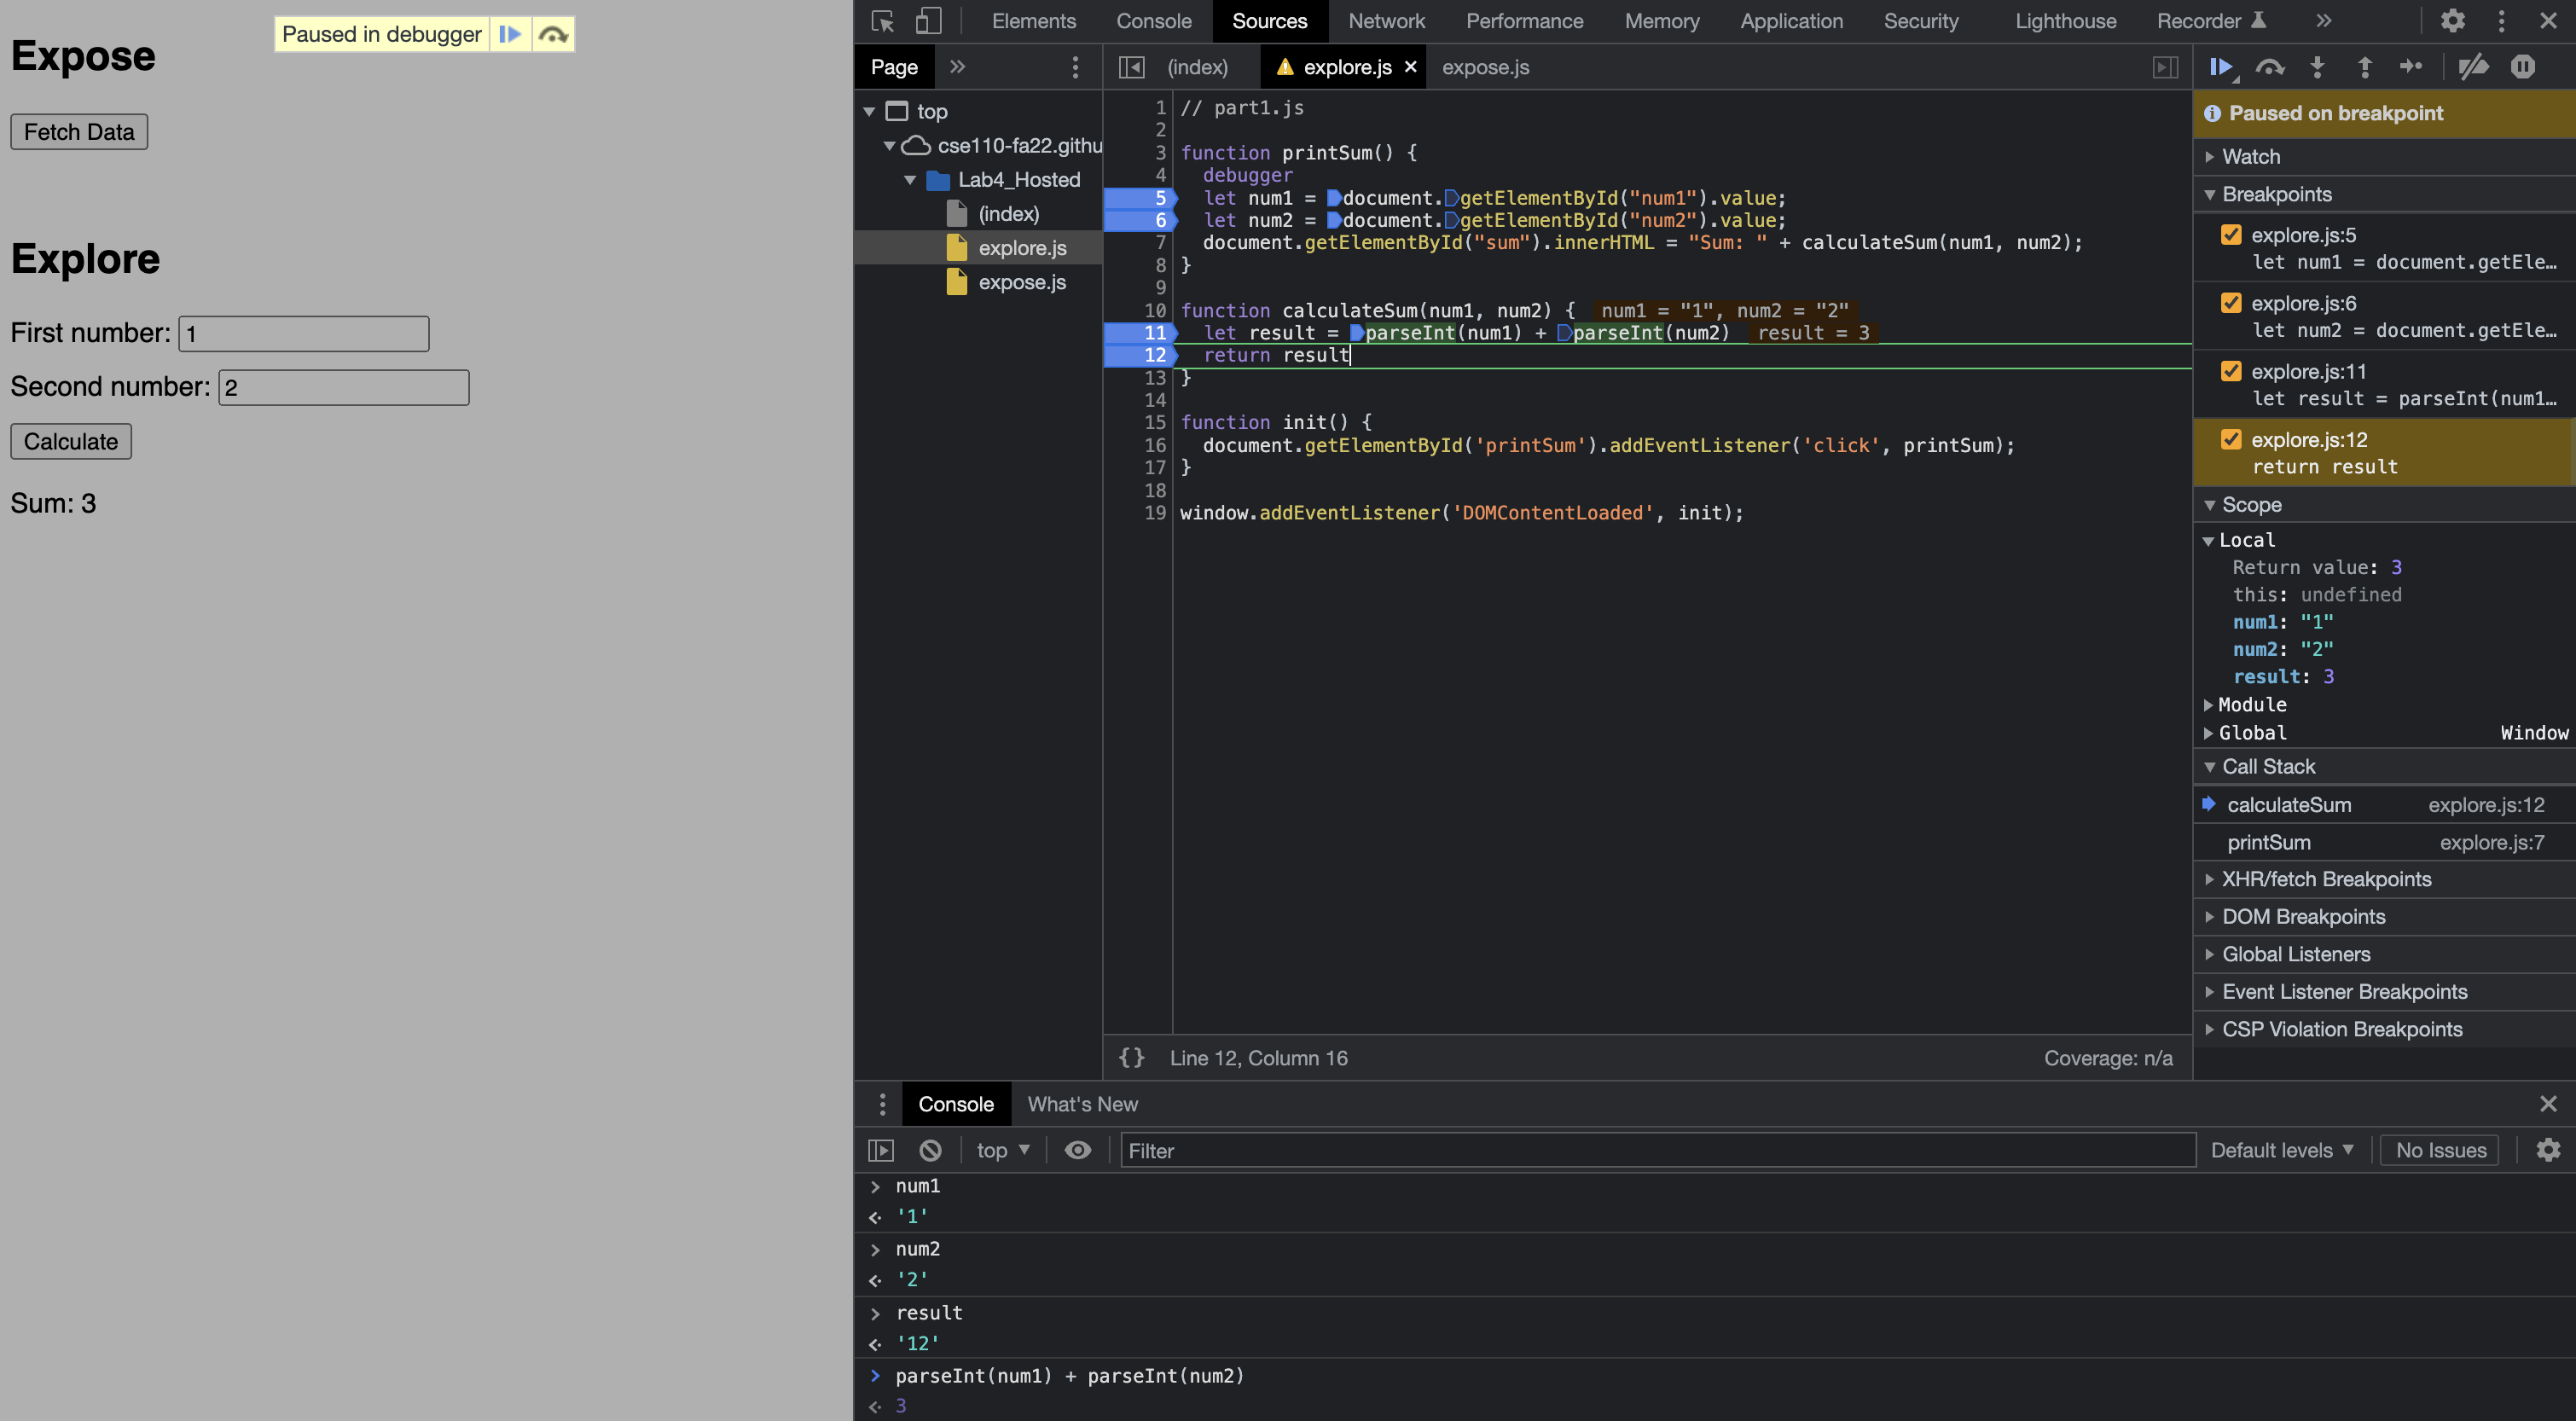 Paused in debugger
Expose
Fetch Data
Explore
First number: 1
Second number: 2
Calculate
Sum: 3
Elements Console Sources Network Performance Memory Application Security Lighthouse Recorder
Page
top
cse110-fa22.githu
Lab4_Hosted
(index)
explore.js
expose.js
(index) explore.js expose.js
1 // part1.js
2
3 function printSum() {
4 debugger
5 let num1 = document.getElementById("num1").value;
6 let num2 = document.getElementById("num2").value;
7 document.getElementById("sum").innerHTML = "Sum: " + calculateSum(num1, num2);
8 }
9
10 function calculateSum(num1, num2) { num1 = "1", num2 = "2"
11 let result = parseInt(num1) + parseInt(num2) result = 3
12 return result
13 }
14
15 function init() {
16 document.getElementById('printSum').addEventListener('click', printSum);
17 }
18
19 window.addEventListener('DOMContentLoaded', init);
{} Line 12, Column 16 Coverage: n/a
Paused on breakpoint
Watch
Breakpoints
explore.js:5
let num1 = document.getEle…
explore.js:6
let num2 = document.getEle…
explore.js:11
let result = parseInt(num1…
explore.js:12
return result
Scope
Local
Return value: 3
this: undefined
num1: "1"
num2: "2"
result: 3
Module
Global Window
Call Stack
calculateSum explore.js:12
printSum explore.js:7
XHR/fetch Breakpoints
DOM Breakpoints
Global Listeners
Event Listener Breakpoints
CSP Violation Breakpoints
Console What's New
top Filter Default levels No Issues
num1
'1'
num2
'2'
result
'12'
parseInt(num1) + parseInt(num2)
3